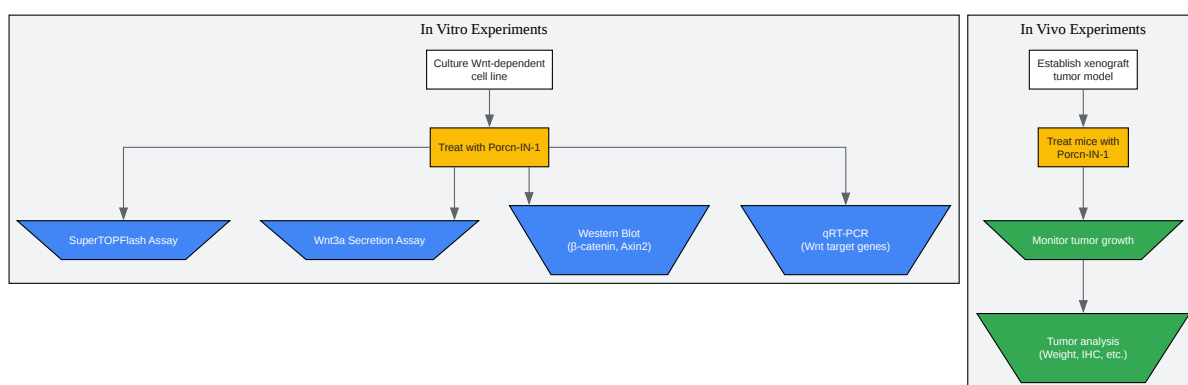 In Vitro Experiments
Culture Wnt-dependent
cell line
Treat with Porcn-IN-1
SuperTOPFlash Assay
Wnt3a Secretion Assay
Western Blot
(β-catenin, Axin2)
qRT-PCR
(Wnt target genes)
In Vivo Experiments
Establish xenograft
tumor model
Treat mice with
Porcn-IN-1
Monitor tumor growth
Tumor analysis
(Weight, IHC, etc.)